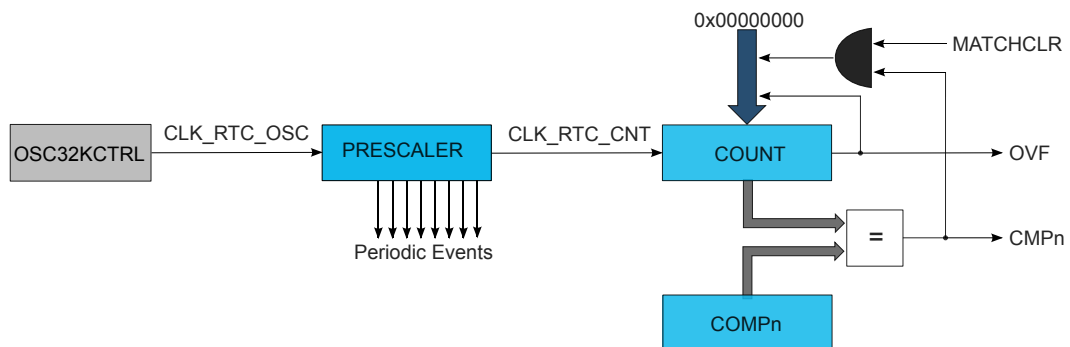 0x00000000
MATCHCLR
OSC32KCTRL
CLK_RTC_OSC
PRESCALER
CLK_RTC_CNT
COUNT
OVF
Periodic Events
=
CMPn
COMPn